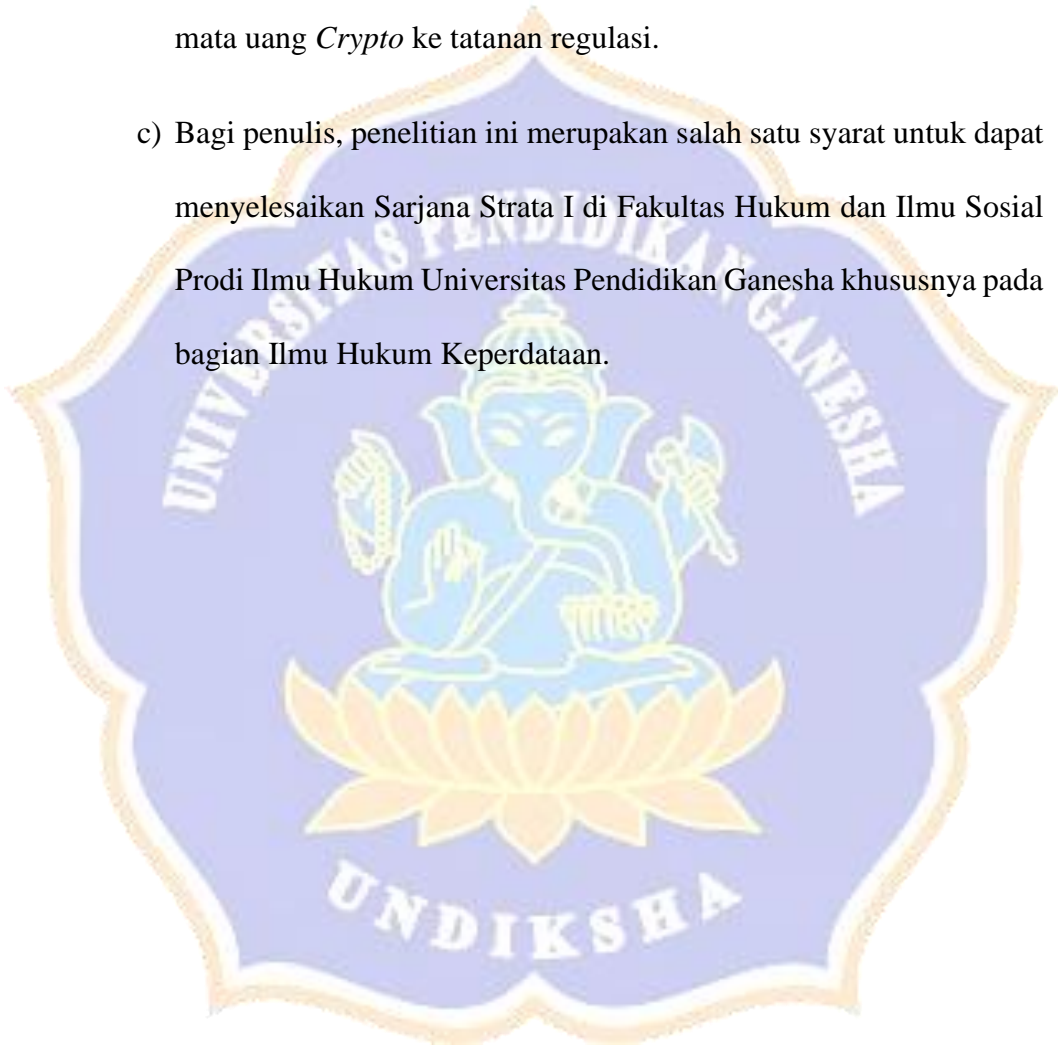 mata uang Crypto ke tatanan regulasi.
c) Bagi penulis, penelitian ini merupakan salah satu syarat untuk dapat
menyelesaikan Sarjana Strata I di Fakultas Hukum dan Ilmu Sosial
Prodi Ilmu Hukum Universitas Pendidikan Ganesha khususnya pada
bagian Ilmu Hukum Keperdataan.
UNIVERSITAS PENDIDIKAN GANESHA
UNDIKSHA